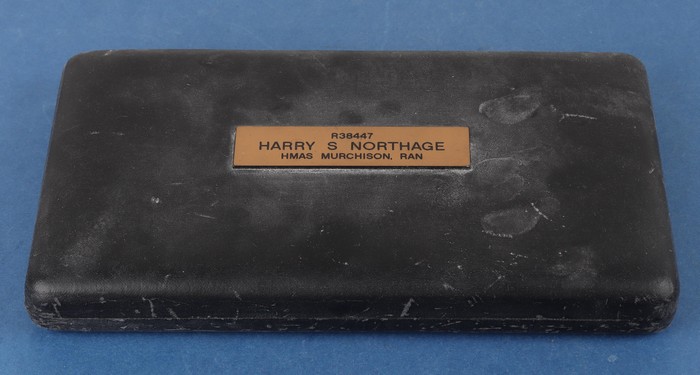 R38447
HARRY S NORTHAGE
HMAS MURCHISON, RAN